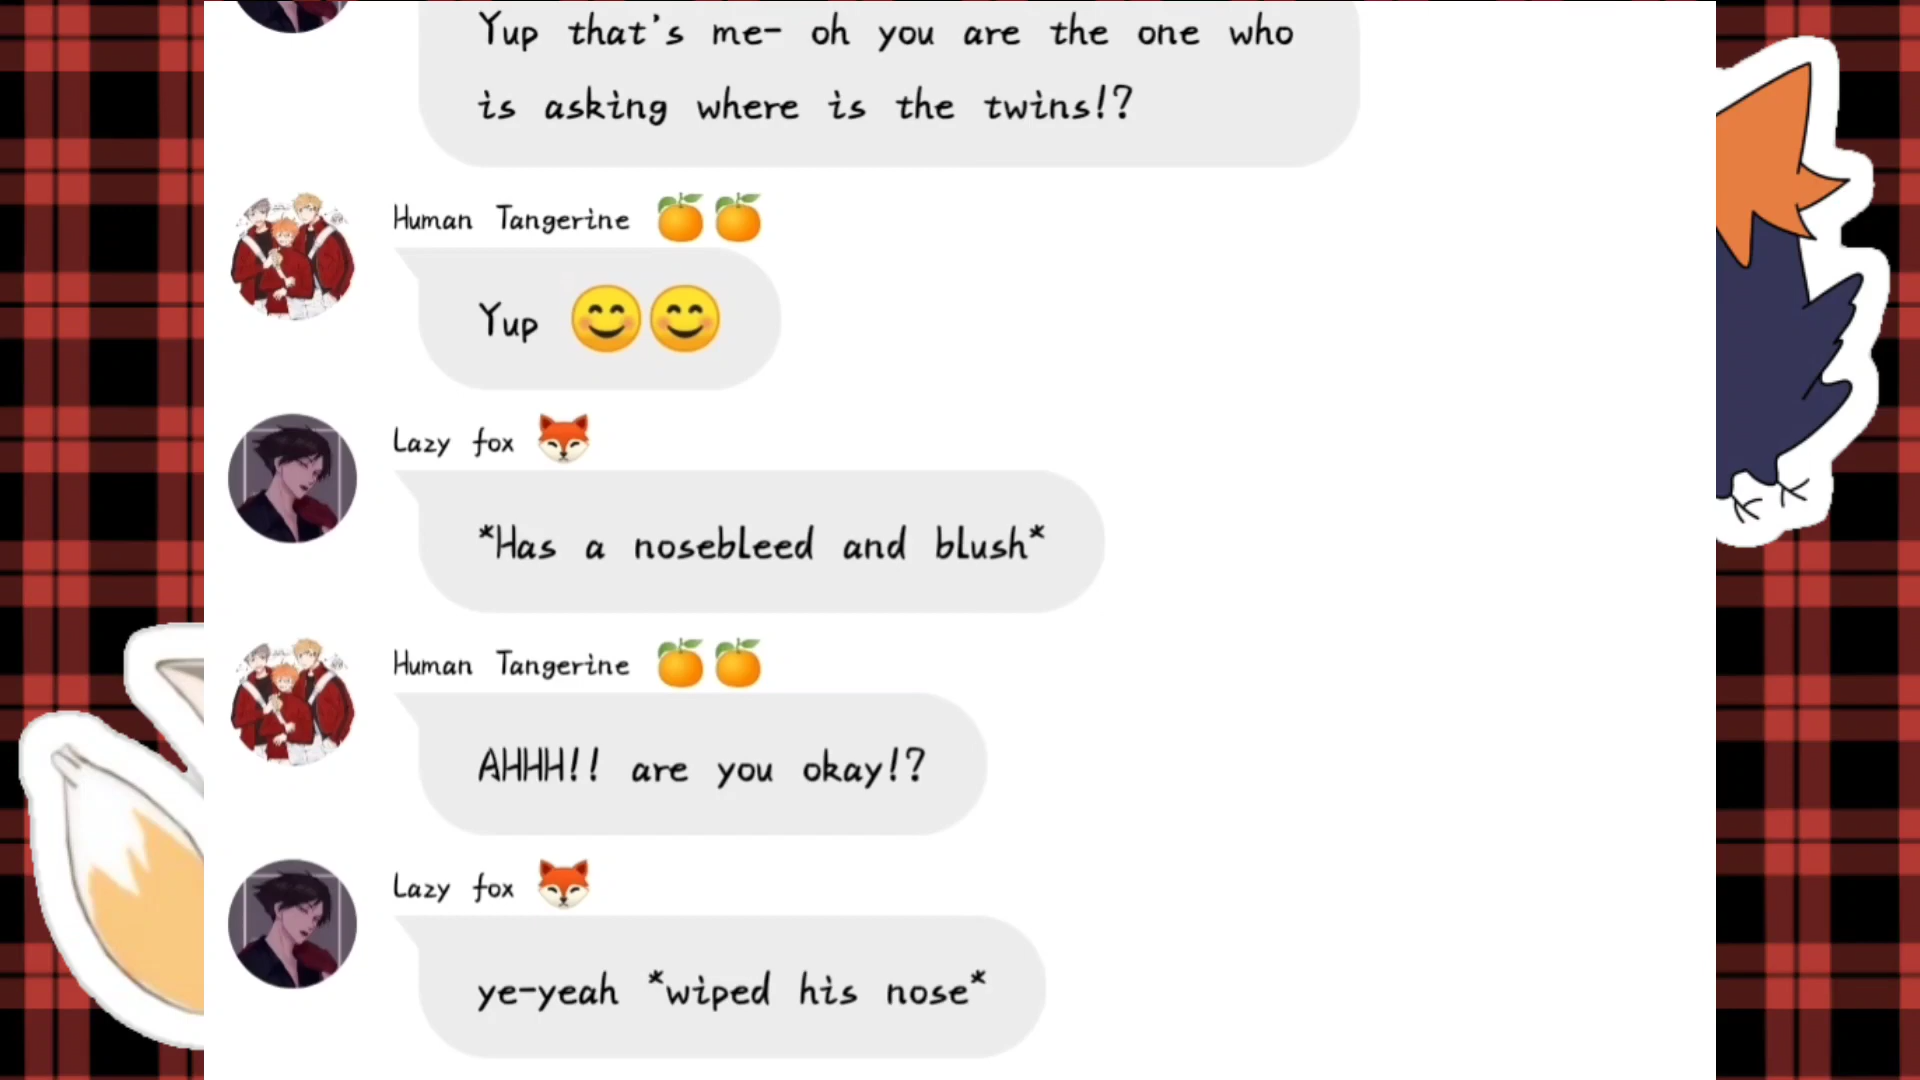 Yup that's me- oh you are the one who
is asking where is the twins!?
Human Tangerine 🍊🍊
Yup 😊😊
Lazy fox 🦊
*Has a nosebleed and blush*
Human Tangerine 🍊🍊
AHHH!! are you okay!?
Lazy fox 🦊
ye-yeah *wiped his nose*